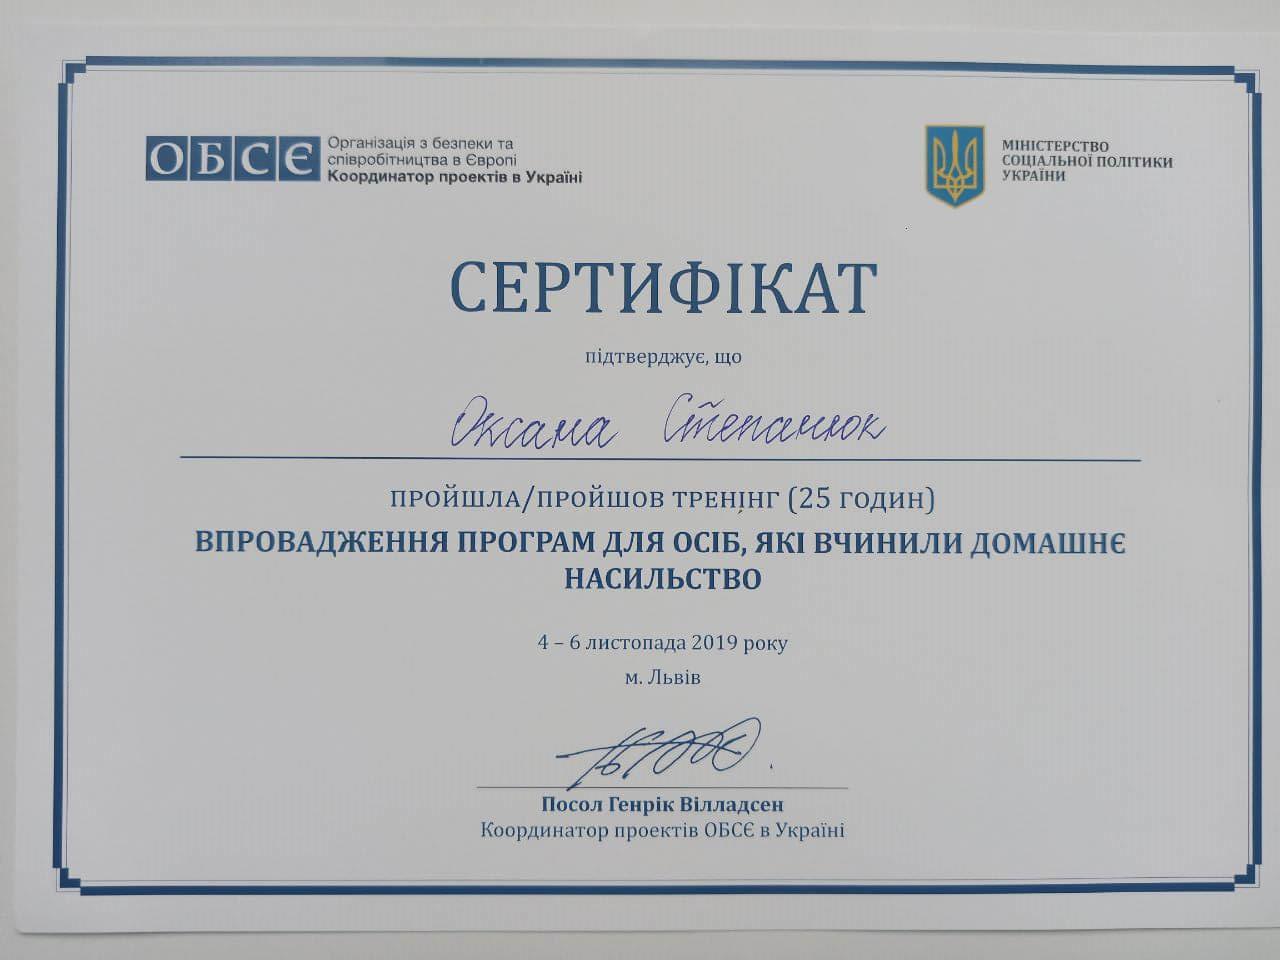 ОБСЄ
Організація з безпеки та
співробітництва в Європі
Координатор проектів в Україні
МІНІСТЕРСТВО
СОЦІАЛЬНОЇ ПОЛІТИКИ
УКРАЇНИ
СЕРТИФІКАТ
підтверджує, що
Оксана Степанюк
ПРОЙШЛА/ПРОЙШОВ ТРЕНІНГ (25 ГОДИН)
ВПРОВАДЖЕННЯ ПРОГРАМ ДЛЯ ОСІБ, ЯКІ ВЧИНИЛИ ДОМАШНЄ
НАСИЛЬСТВО
4 – 6 листопада 2019 року
м. Львів
Посол Генрік Вілладсен
Координатор проектів ОБСЄ в Україні